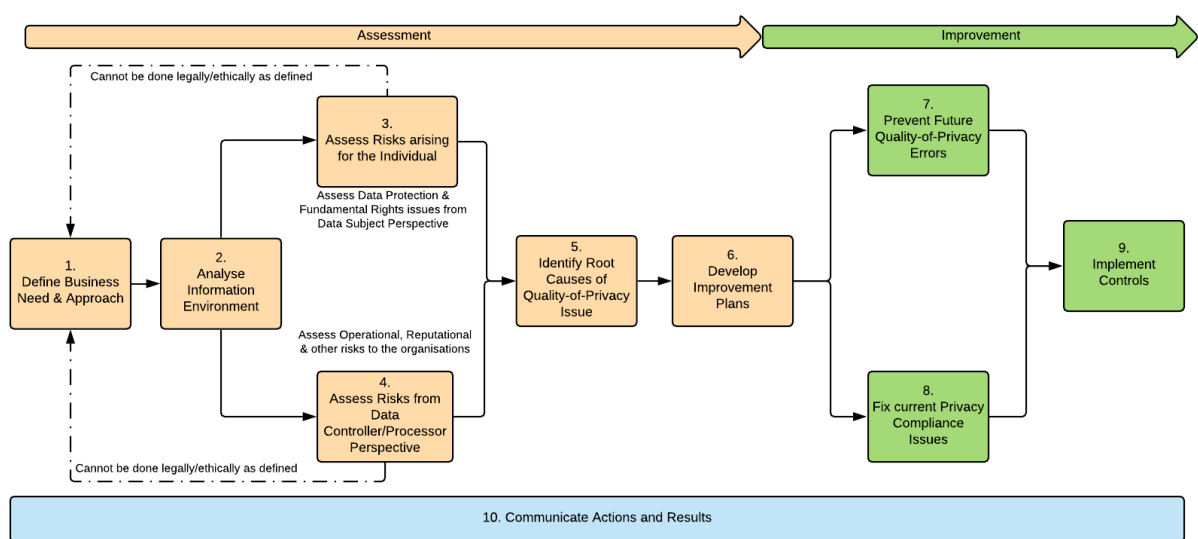 Assessment
Improvement
Cannot be done legally/ethically as defined
3.
Assess Risks arising
for the Individual
Assess Data Protection &
Fundamental Rights issues from
Data Subject Perspective
1.
Define Business
Need & Approach
2.
Analyse
Information
Environment
Assess Operational, Reputational
& other risks to the organisations
4.
Assess Risks from
Data
Controller/Processor
Perspective
Cannot be done legally/ethically as defined
5.
Identify Root
Causes of
Quality-of-Privacy
Issue
6.
Develop
Improvement
Plans
7.
Prevent Future
Quality-of-Privacy
Errors
8.
Fix current Privacy
Compliance
Issues
9.
Implement
Controls
10. Communicate Actions and Results